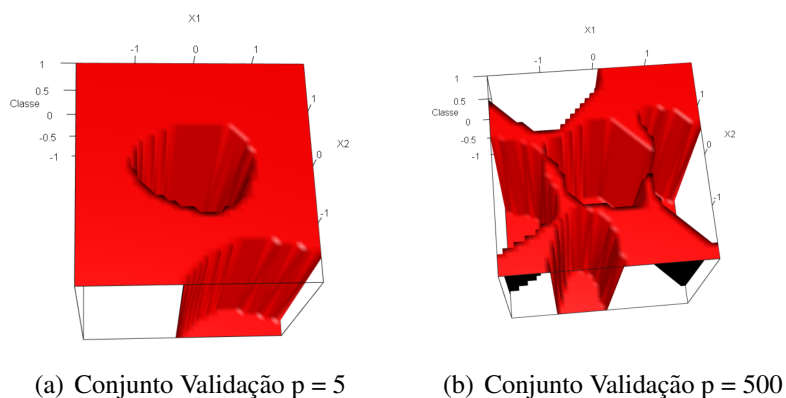 X1
-1 0 1
1
0.5
Classe
0
-0.5
-1
1
X2
0
-1
(a) Conjunto Validação p = 5
X1
-1 0 1
1
0.5
Classe
0
-0.5
-1
1
X2
0
-1
(b) Conjunto Validação p = 500